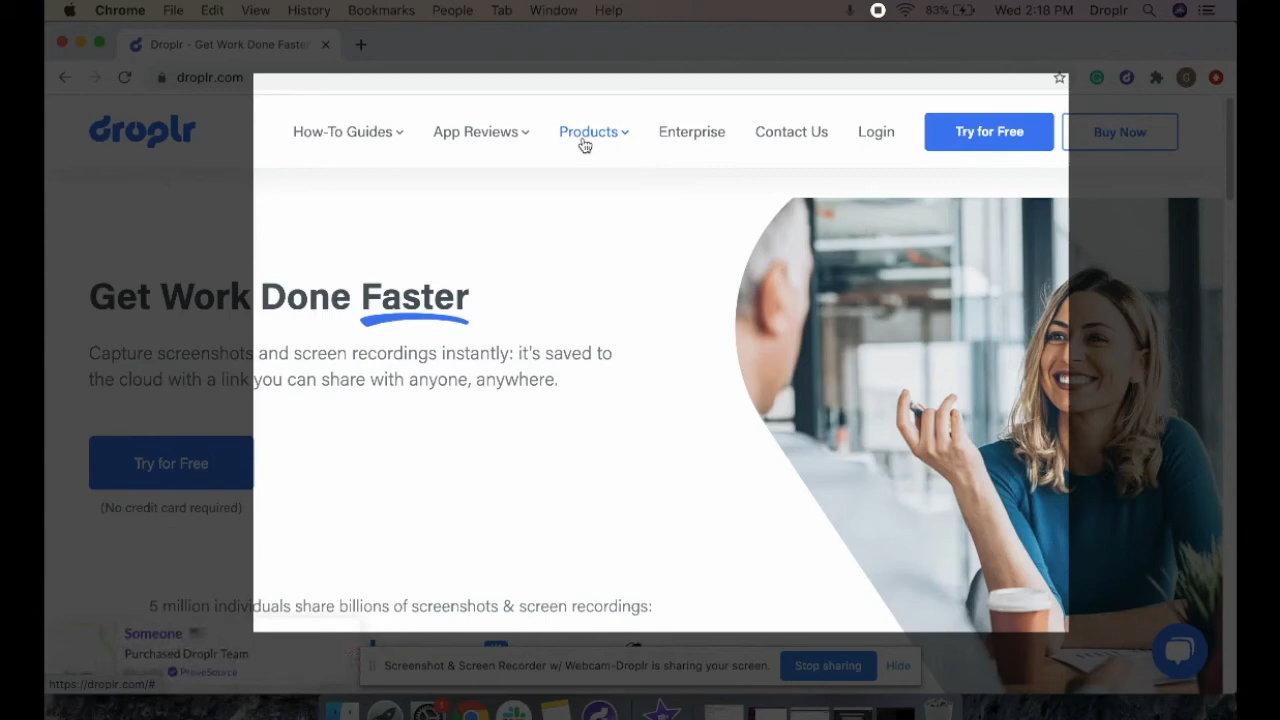 Chrome File Edit View History Bookmarks People Tab Window Help 83% Wed 2:18 PM Droplr
Droplr - Get Work Done Faster
droplr.com
droplr
How-To Guides App Reviews Products Enterprise Contact Us Login Try for Free Buy Now
Get Work Done Faster
Capture screenshots and screen recordings instantly: it's saved to
the cloud with a link you can share with anyone, anywhere.
Try for Free
(No credit card required)
5 million individuals share billions of screenshots & screen recordings:
Someone
Purchased Droplr Team
ProveSource
Screenshot & Screen Recorder w/ Webcam-Droplr is sharing your screen. Stop sharing Hide
https://droplr.com/#